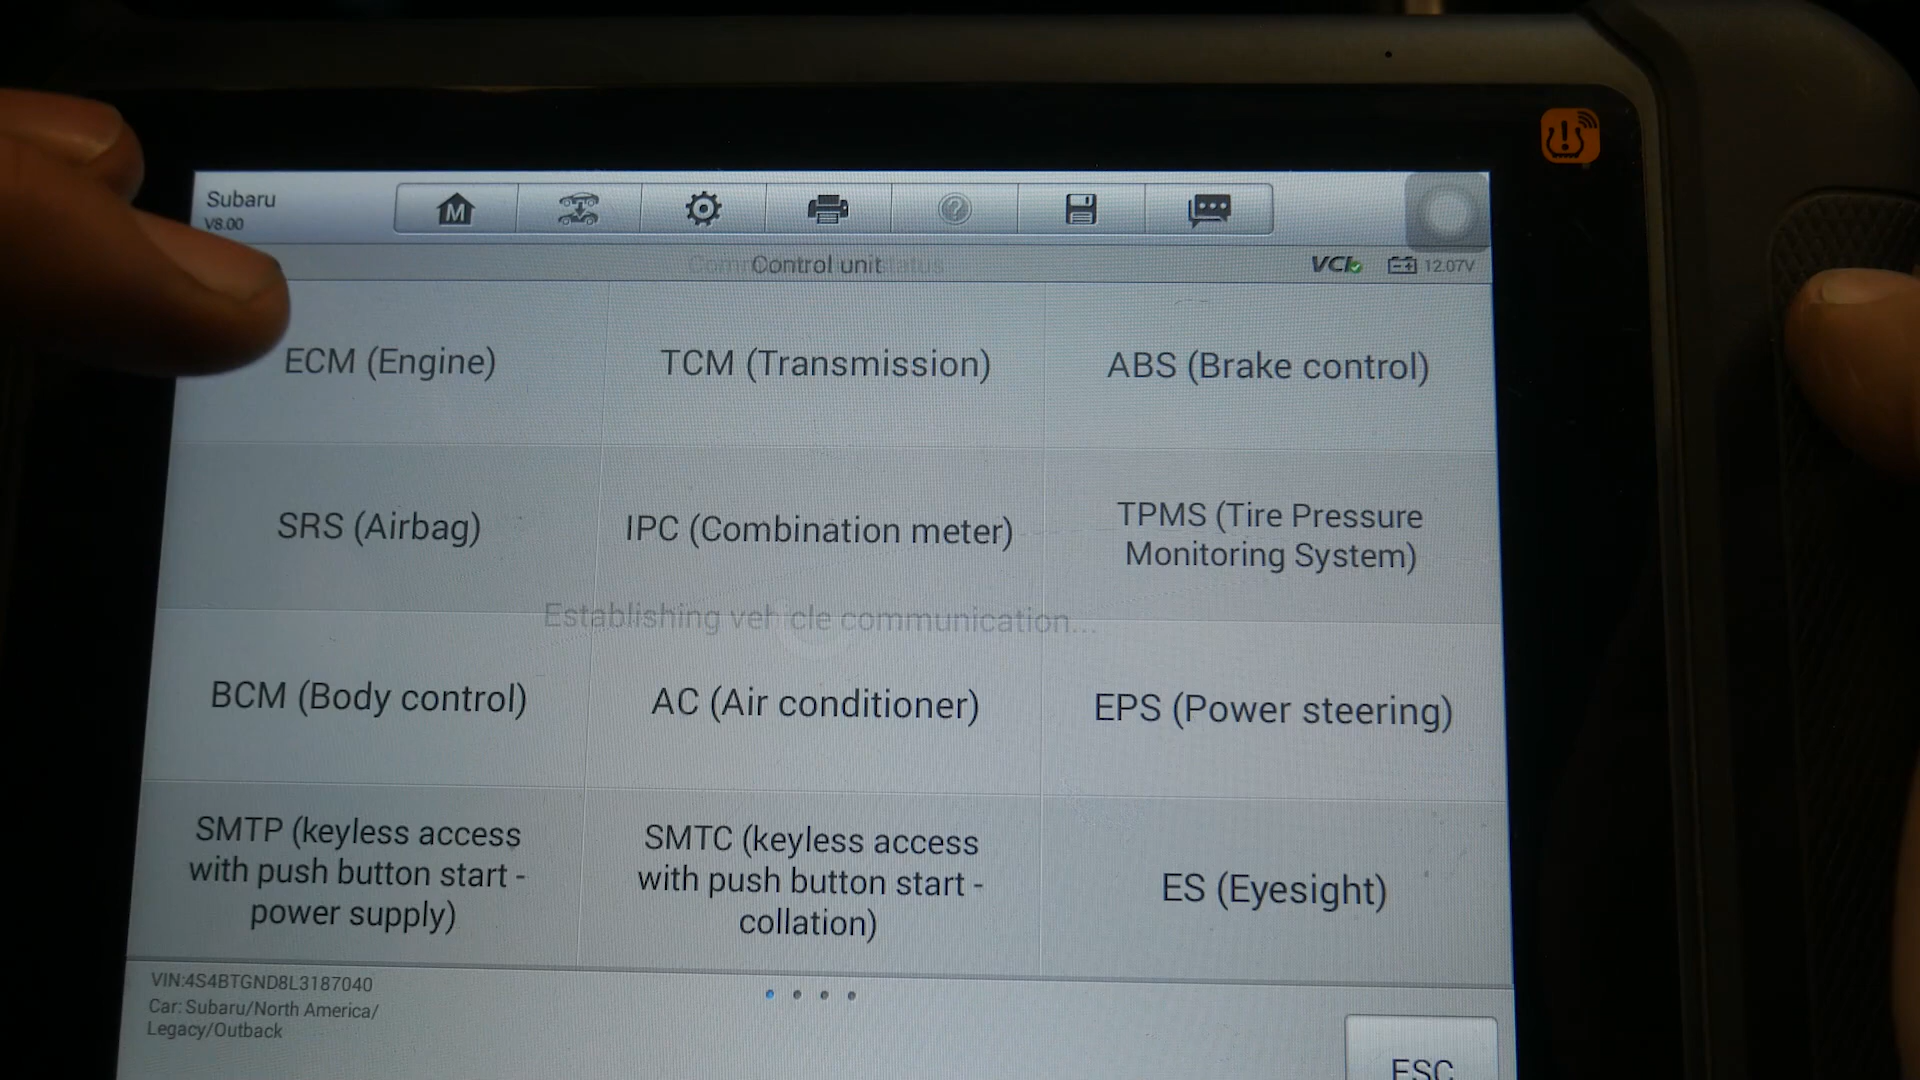 Subaru
V8.00
M
?
Control unit
VCI
12.07V
ECM (Engine)
TCM (Transmission)
ABS (Brake control)
SRS (Airbag)
IPC (Combination meter)
TPMS (Tire Pressure
Monitoring System)
Establishing vehicle communication...
BCM (Body control)
AC (Air conditioner)
EPS (Power steering)
SMTP (keyless access
with push button start -
power supply)
SMTC (keyless access
with push button start -
collation)
ES (Eyesight)
VIN:4S4BTGND8L3187040
Car: Subaru/North America/
Legacy/Outback
ESC